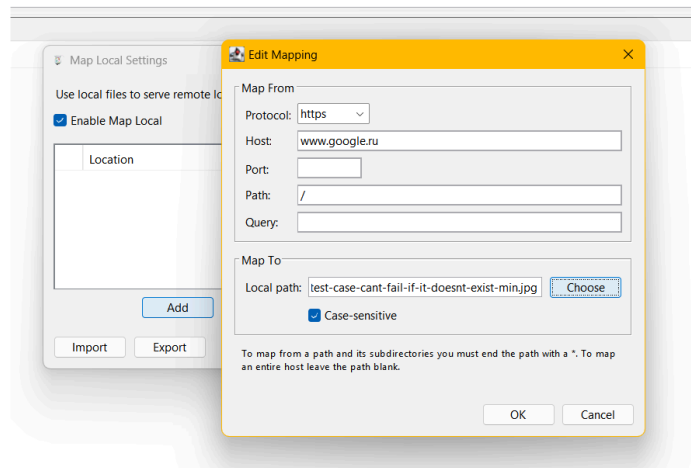 Map Local Settings
Use local files to serve remote lo
Enable Map Local
Location
Add
Import
Export
Edit Mapping
Map From
Protocol: https
Host: www.google.ru
Port:
Path: /
Query:
Map To
Local path: test-case-cant-fail-if-it-doesnt-exist-min.jpg Choose
Case-sensitive
To map from a path and its subdirectories you must end the path with a *. To map
an entire host leave the path blank.
OK
Cancel